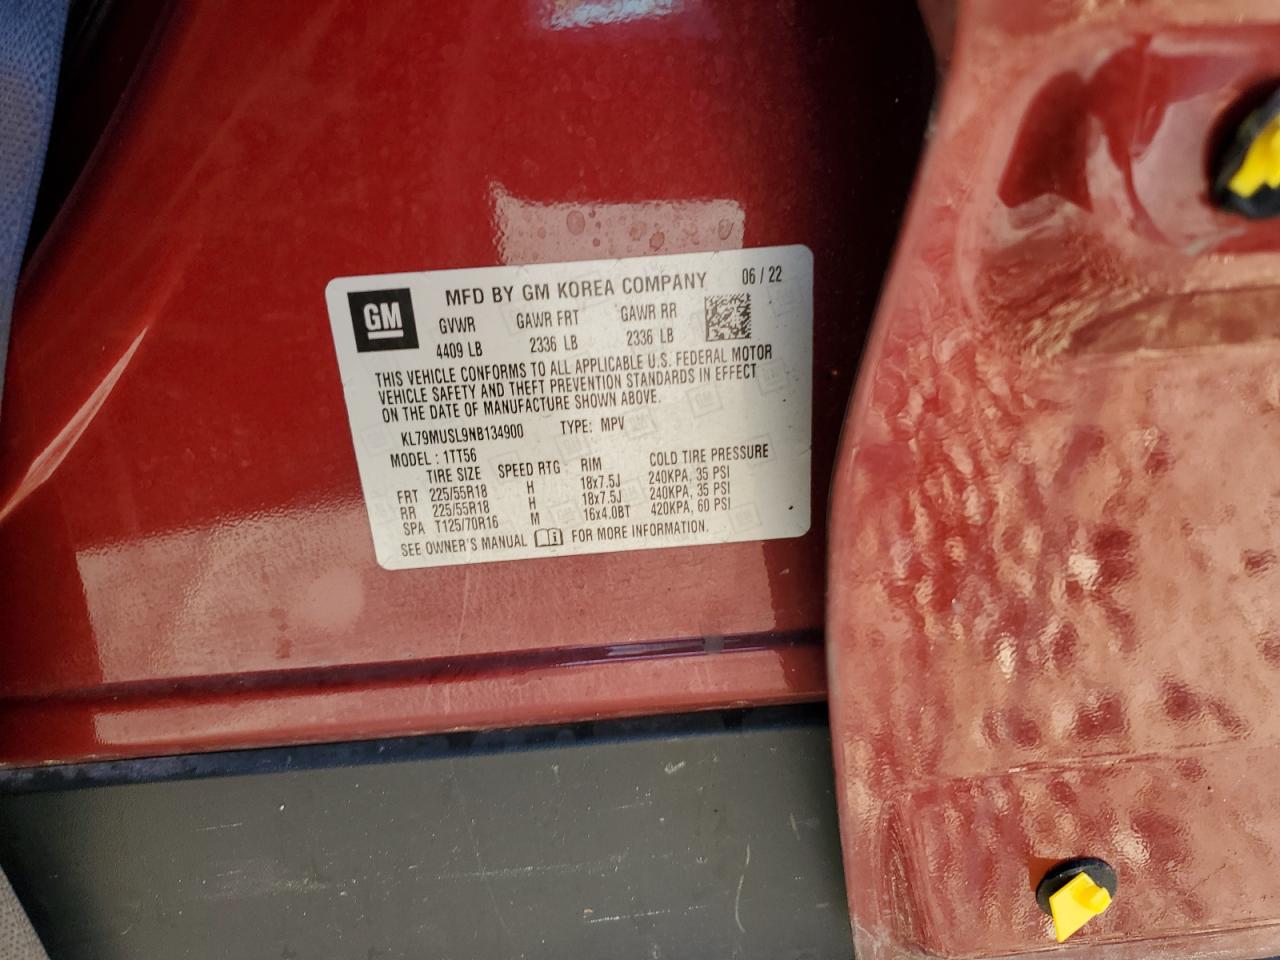 GM
MFD BY GM KOREA COMPANY 06 / 22
GVWR GAWR FRT GAWR RR
4409 LB 2336 LB 2336 LB
THIS VEHICLE CONFORMS TO ALL APPLICABLE U.S. FEDERAL MOTOR
VEHICLE SAFETY AND THEFT PREVENTION STANDARDS IN EFFECT
ON THE DATE OF MANUFACTURE SHOWN ABOVE.
KL79MUSL9NB134900 TYPE: MPV
MODEL : 1TT56
TIRE SIZE SPEED RTG RIM COLD TIRE PRESSURE
FRT 225/55R18 H 18x7.5J 240KPA, 35 PSI
RR 225/55R18 H 18x7.5J 240KPA, 35 PSI
SPA T125/70R16 M 16x4.0BT 420KPA, 60 PSI
SEE OWNER'S MANUAL i FOR MORE INFORMATION.